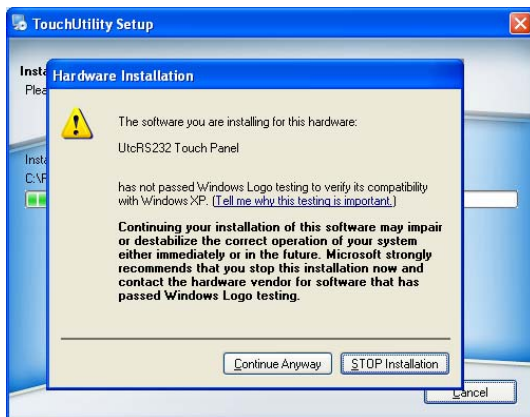 TouchUtility Setup
Insta
Plea
Hardware Installation
The software you are installing for this hardware:
UtcRS232 Touch Panel
Insta
C:\P
has not passed Windows Logo testing to verify its compatibility
with Windows XP. (Tell me why this testing is important.)
Continuing your installation of this software may impair
or destabilize the correct operation of your system
either immediately or in the future. Microsoft strongly
recommends that you stop this installation now and
contact the hardware vendor for software that has
passed Windows Logo testing.
Continue Anyway
STOP Installation
Cancel